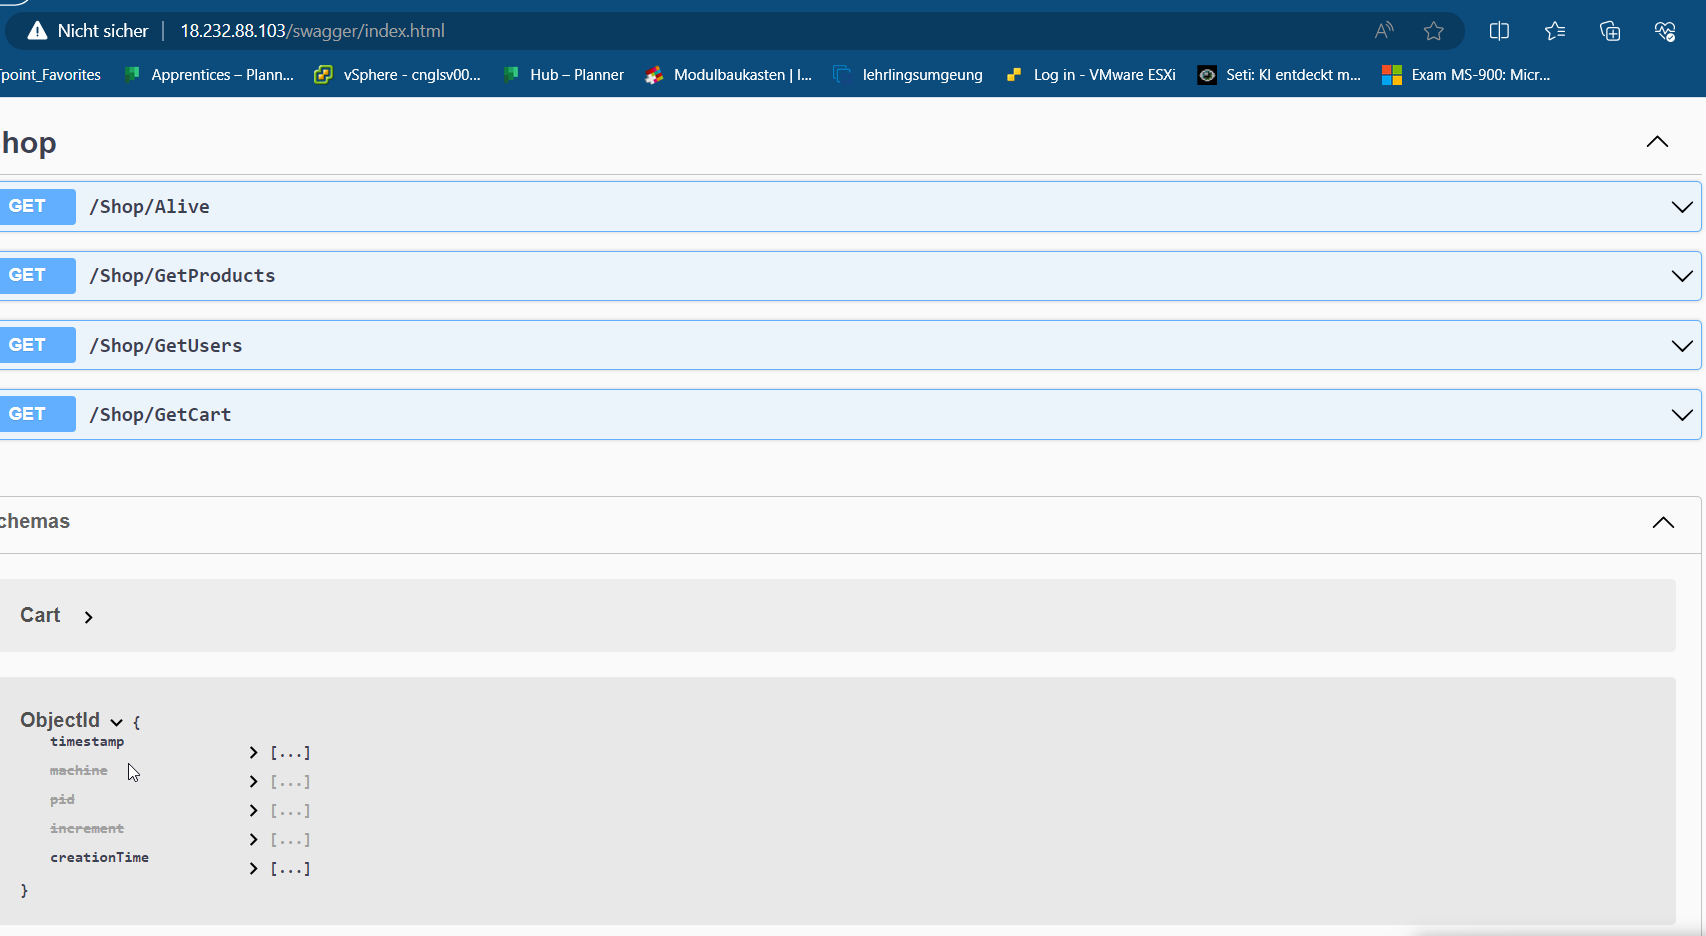 Nicht sicher | 18.232.88.103/swagger/index.html
point_Favorites Apprentices – Plann... vSphere - cnglsv00... Hub – Planner Modulbaukasten | I... lehrlingsumgeung Log in - VMware ESXi Seti: KI entdeckt m... Exam MS-900: Micr...
hop
GET /Shop/Alive
GET /Shop/GetProducts
GET /Shop/GetUsers
GET /Shop/GetCart
chemas
Cart >
ObjectId {
timestamp > [...]
machine > [...]
pid > [...]
increment > [...]
creationTime > [...]
}